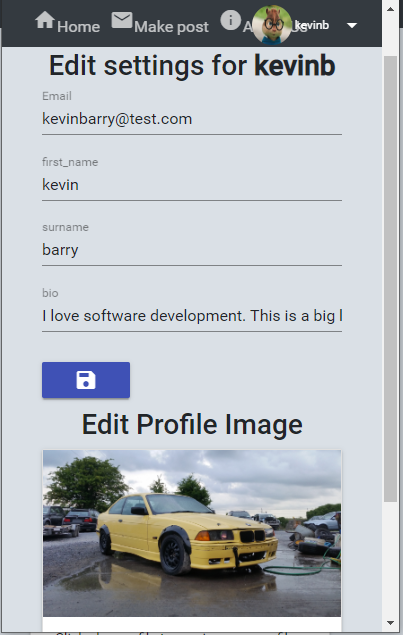 Home Make post A Us kevinb
Edit settings for kevinb
Email
kevinbarry@test.com
first_name
kevin
surname
barry
bio
I love software development. This is a big l
Edit Profile Image